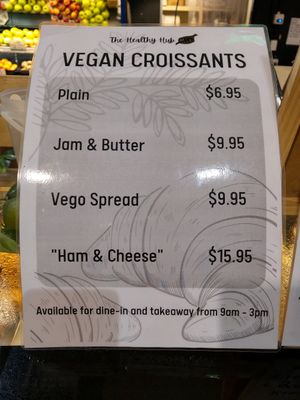 The Healthy Hub
VEGAN CROISSANTS
Plain $6.95
Jam & Butter $9.95
Vego Spread $9.95
"Ham & Cheese" $15.95
Available for dine-in and takeaway from 9am - 3pm